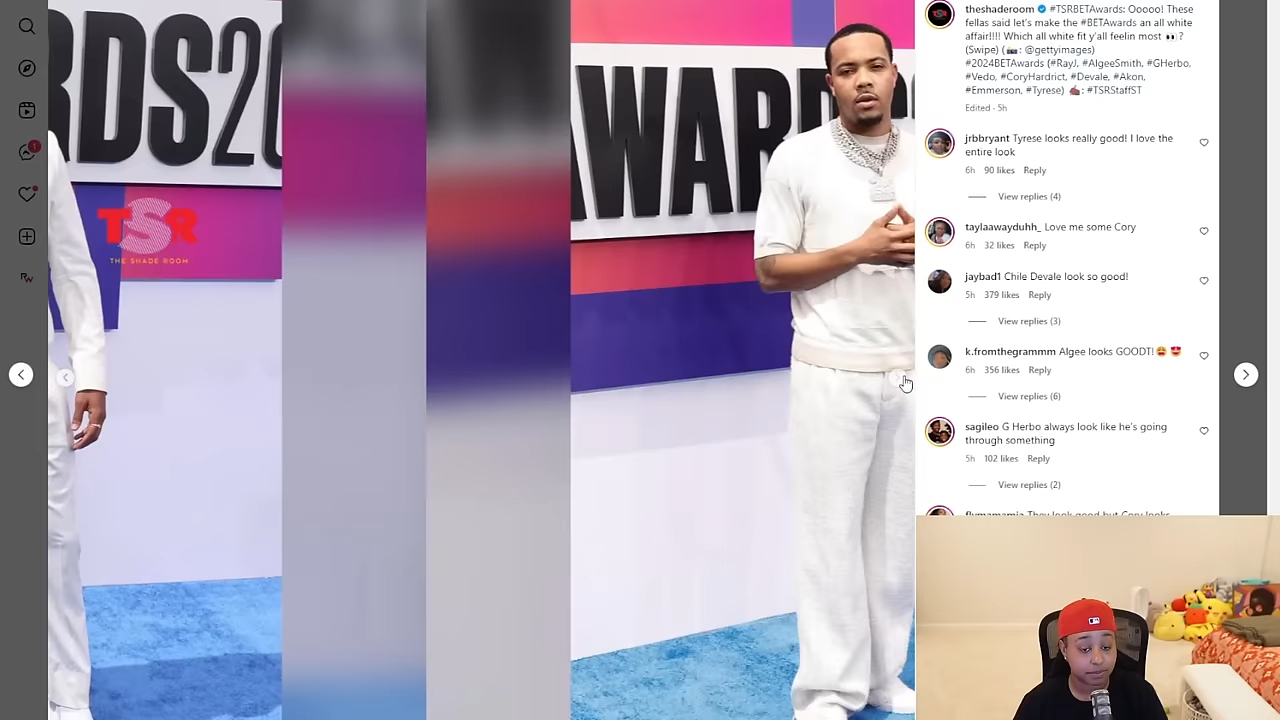 RDS20
TSR
THE SHADE ROOM
AWARD
1
theshaderoom #TSRBETAwards: Ooooo! These
fellas said let's make the #BETAwards an all white
affair!!!! Which all white fit y'all feelin most 👀?
(Swipe) (📸: @gettyimages)
#2024BETAwards (#RayJ, #AlgeeSmith, #GHerbo,
#Vedo, #CoryHardrict, #Devale, #Akon,
#Emmerson, #Tyrese) ✍🏾: #TSRStaffST
Edited · 5h
jrbbryant Tyrese looks really good! I love the
entire look
6h 90 likes Reply
View replies (4)
taylaawayduhh_ Love me some Cory
6h 32 likes Reply
jaybad1 Chile Devale look so good!
5h 379 likes Reply
View replies (3)
k.fromthegrammm Algee looks GOODT!🤩 😍
6h 356 likes Reply
View replies (6)
sagileo G Herbo always look like he's going
through something
5h 102 likes Reply
View replies (2)